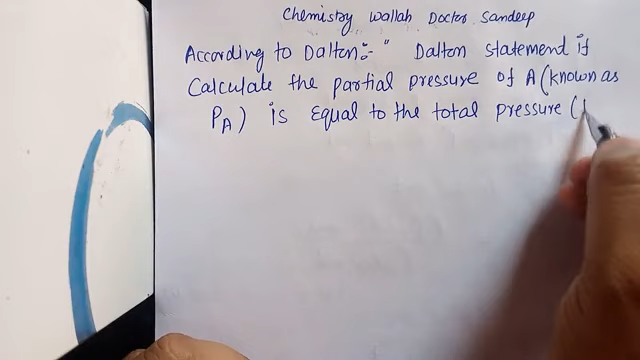 Chemistry Wallah Doctor Sandeep
According to Dalton:- " Dalton statement if
Calculate the partial pressure of A (known as
PA) is Equal to the total pressure (